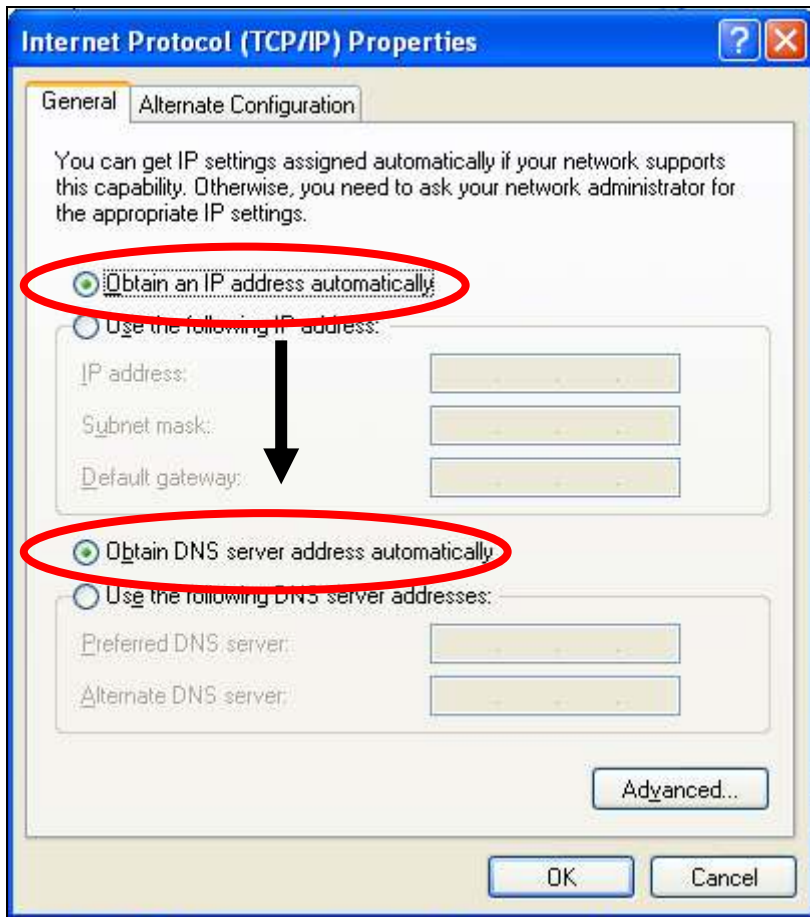 Internet Protocol (TCP/IP) Properties
General
Alternate Configuration
You can get IP settings assigned automatically if your network supports
this capability. Otherwise, you need to ask your network administrator for
the appropriate IP settings.
Obtain an IP address automatically
Use the following IP address:
IP address:
Subnet mask:
Default gateway:
Obtain DNS server address automatically
Use the following DNS server addresses:
Preferred DNS server:
Alternate DNS server:
Advanced...
OK
Cancel